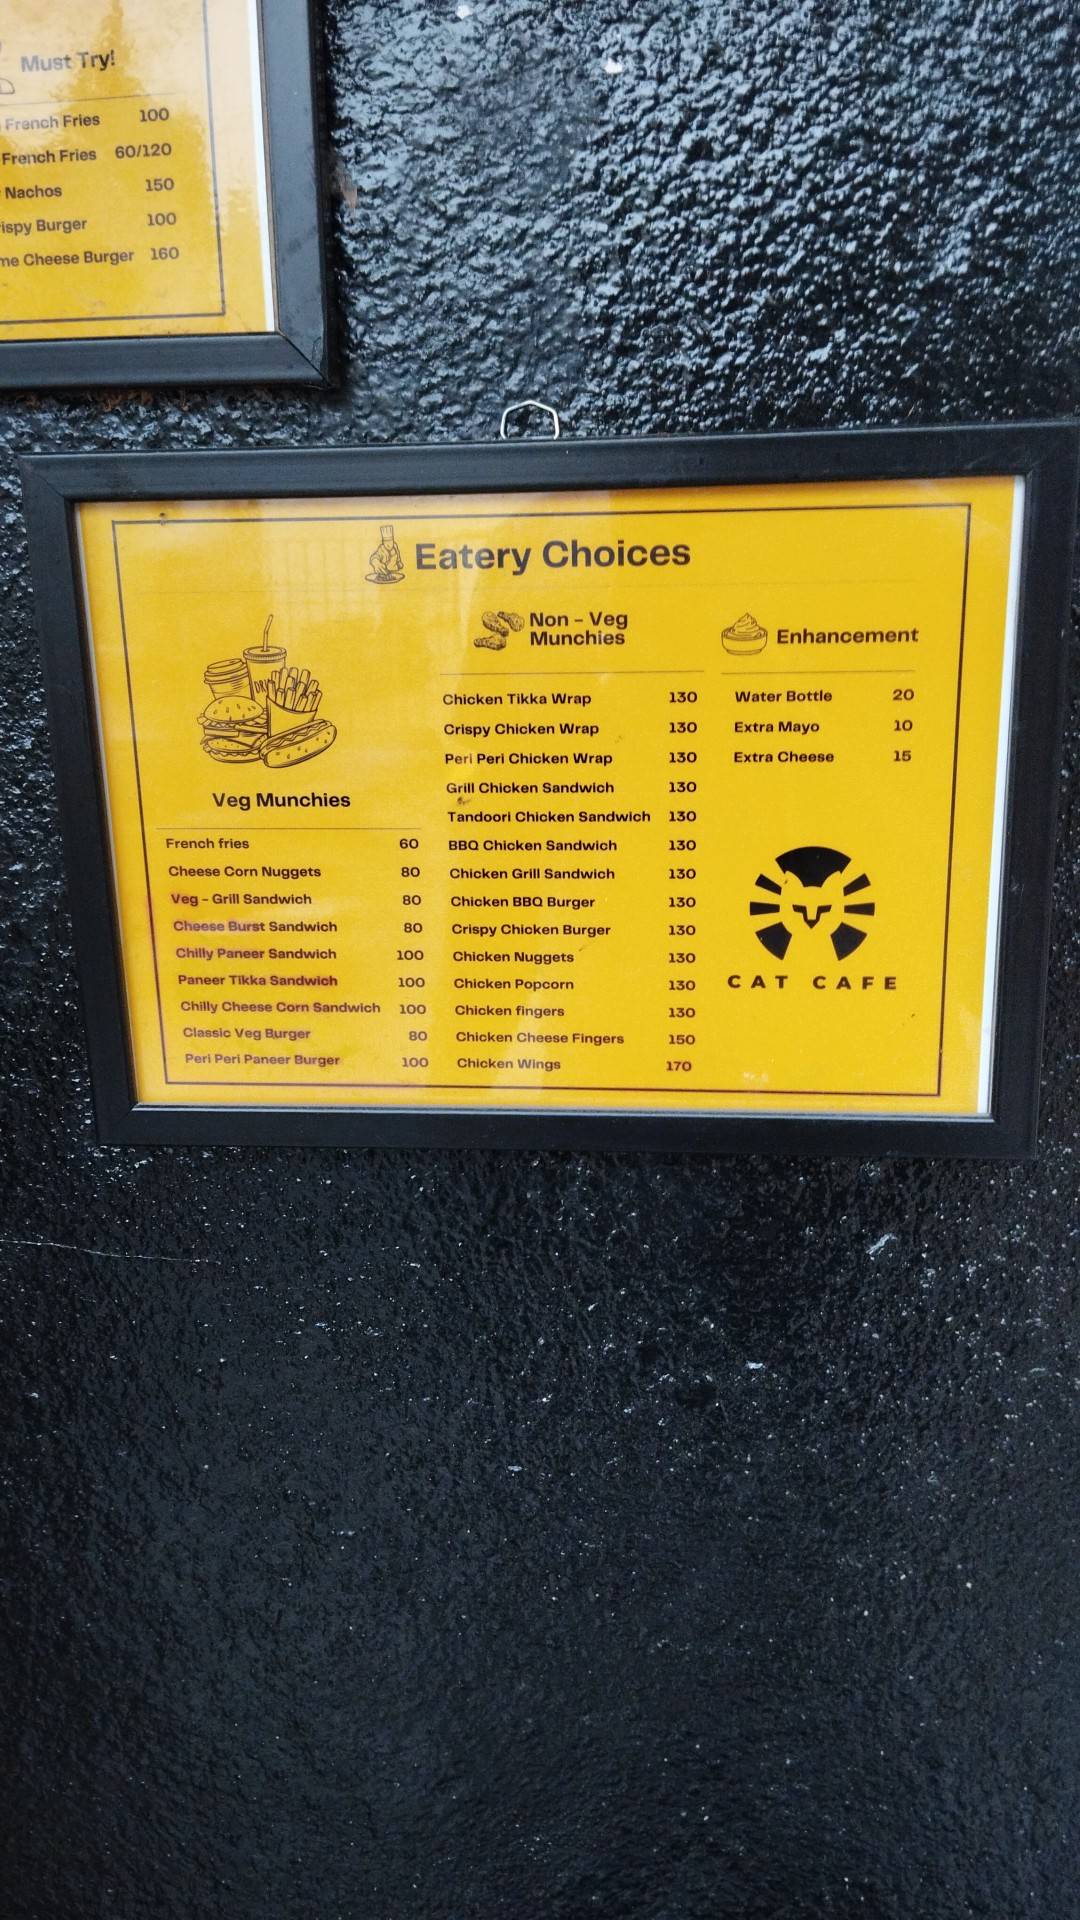 Must Try!
French Fries 100
French Fries 60/120
Nachos 150
Burger 100
Cheese Burger 160
Eatery Choices
Veg Munchies
French fries 60
Cheese Corn Nuggets 80
Veg - Grill Sandwich 80
Cheese Burst Sandwich 80
Chilly Paneer Sandwich 100
Paneer Tikka Sandwich 100
Chilly Cheese Corn Sandwich 100
Classic Veg Burger 80
Peri Peri Paneer Burger 100
Non - Veg
Munchies
Chicken Tikka Wrap 130
Crispy Chicken Wrap 130
Peri Peri Chicken Wrap 130
Grill Chicken Sandwich 130
Tandoori Chicken Sandwich 130
BBQ Chicken Sandwich 130
Chicken Grill Sandwich 130
Chicken BBQ Burger 130
Crispy Chicken Burger 130
Chicken Nuggets 130
Chicken Popcorn 130
Chicken fingers 130
Chicken Cheese Fingers 150
Chicken Wings 170
Enhancement
Water Bottle 20
Extra Mayo 10
Extra Cheese 15
CAT CAFE